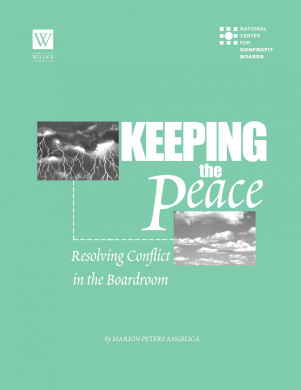 W
WILDER
NATIONAL
CENTER
FOR
NONPROFIT
BOARDS
KEEPING
the
Peace
Resolving Conflict
in the Boardroom
by MARION PETERS ANGELICA